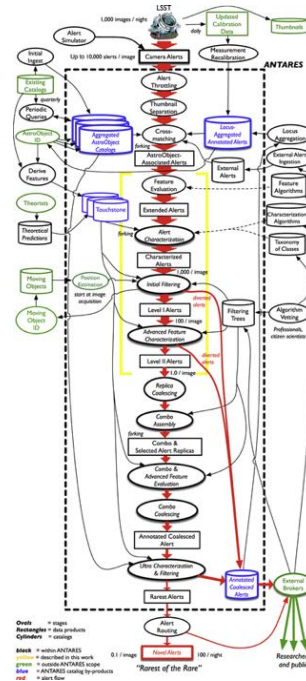 LSST
1,000 images / night
daily
Updated
Calibration
Data
Thumbnails
Alert
Simulator
Up to 10,000 alerts / image
Camera Alerts
Measurement
Recalibration
ANTARES
Initial
Ingest
Existing
Catalogs
quarterly
Periodic
Queries
AstroObject
ID
Derive
Features
Aggregated
AstroObject
Catalogs
Alert
Throttling
Thumbnail
Separation
Cross-
matching
forking
AstroObject-
Associated Alerts
Locus-
Aggregated
Annotated Alerts
External
Alerts
Locus
Aggregation
External Alert
Ingestion
Feature
Algorithms
Characterization
Algorithms
Taxonomy
of Classes
Feature
Evaluation
Extended Alerts
Touchstone
Theorists
Theoretical
Predictions
forking
Alert
Characterization
Characterized
Alerts
1,000 / image
Moving
Objects
Position
Estimation
start at image
acquisition
Moving
Object
ID
Initial Filtering
diverted
alerts
Level I Alerts
100 / image
Filtering
Trees
Algorithm
Vetting
Professionals,
citizen scientists
Advanced Feature
Characterization
diverted
alerts
Level II Alerts
1.0 / image
Replica
Coalescing
Combo
Assembly
forking
Combo &
Selected Alert Replicas
Combo &
Advanced Feature
Evaluation
Combo
Coalescing
Annotated Coalesced
Alert
Ultra Characterization
& Filtering
Annotated
Coalesced Alerts
External
Brokers
Rarest Alerts
Alert
Routing
0.1 / image
Novel Alerts
100 / night
"Rarest of the Rare"
Ovals = stages
Rectangles = data products
Cylinders = catalogs
black = within ANTARES
yellow = described in this work
green = outside ANTARES scope
blue = ANTARES catalog by-products
red = alert flow